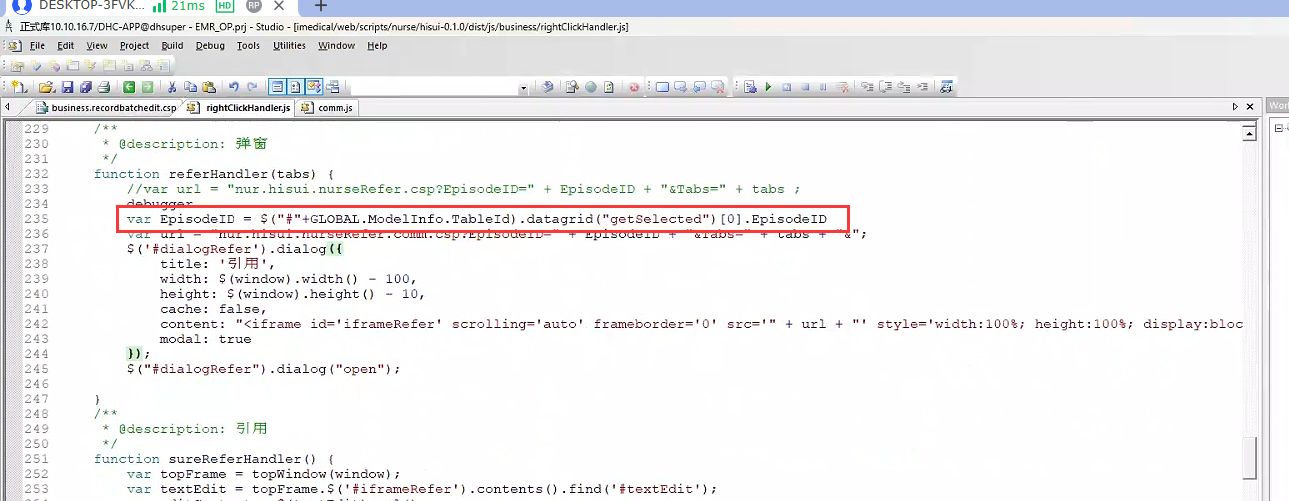 DESKTOP-3FVK... 21ms HD RP × +
正式库10.10.16.7/DHC-APP@dhsuper - EMR_OP.prj - Studio - [imedical/web/scripts/nurse/hisui-0.1.0/dist/js/business/rightClickHandler.js]
File Edit View Project Build Debug Tools Utilities Window Help
business.recordbatchedit.csp rightClickHandler.js comm.js
Work
229 /**
230 * @description: 弹窗
231 */
232 function referHandler(tabs) {
233 //var url = "nur.hisui.nurseRefer.csp?EpisodeID=" + EpisodeID + "&Tabs=" + tabs ;
234 debugger
235 var EpisodeID = $("#"+GLOBAL.ModelInfo.TableId).datagrid("getSelected")[0].EpisodeID
236 var url = "nur.hisui.nurseRefer.comm.csp?EpisodeID=" + EpisodeID + "&Tabs=" + tabs + "&";
237 $('#dialogRefer').dialog({
238 title: '引用',
239 width: $(window).width() - 100,
240 height: $(window).height() - 10,
241 cache: false,
242 content: "<iframe id='iframeRefer' scrolling='auto' frameborder='0' src='" + url + "' style='width:100%; height:100%; display:bloc
243 modal: true
244 });
245 $("#dialogRefer").dialog("open");
246
247 }
248 /**
249 * @description: 引用
250 */
251 function sureReferHandler() {
252 var topFrame = topWindow(window);
253 var textEdit = topFrame.$('#iframeRefer').contents().find('#textEdit');